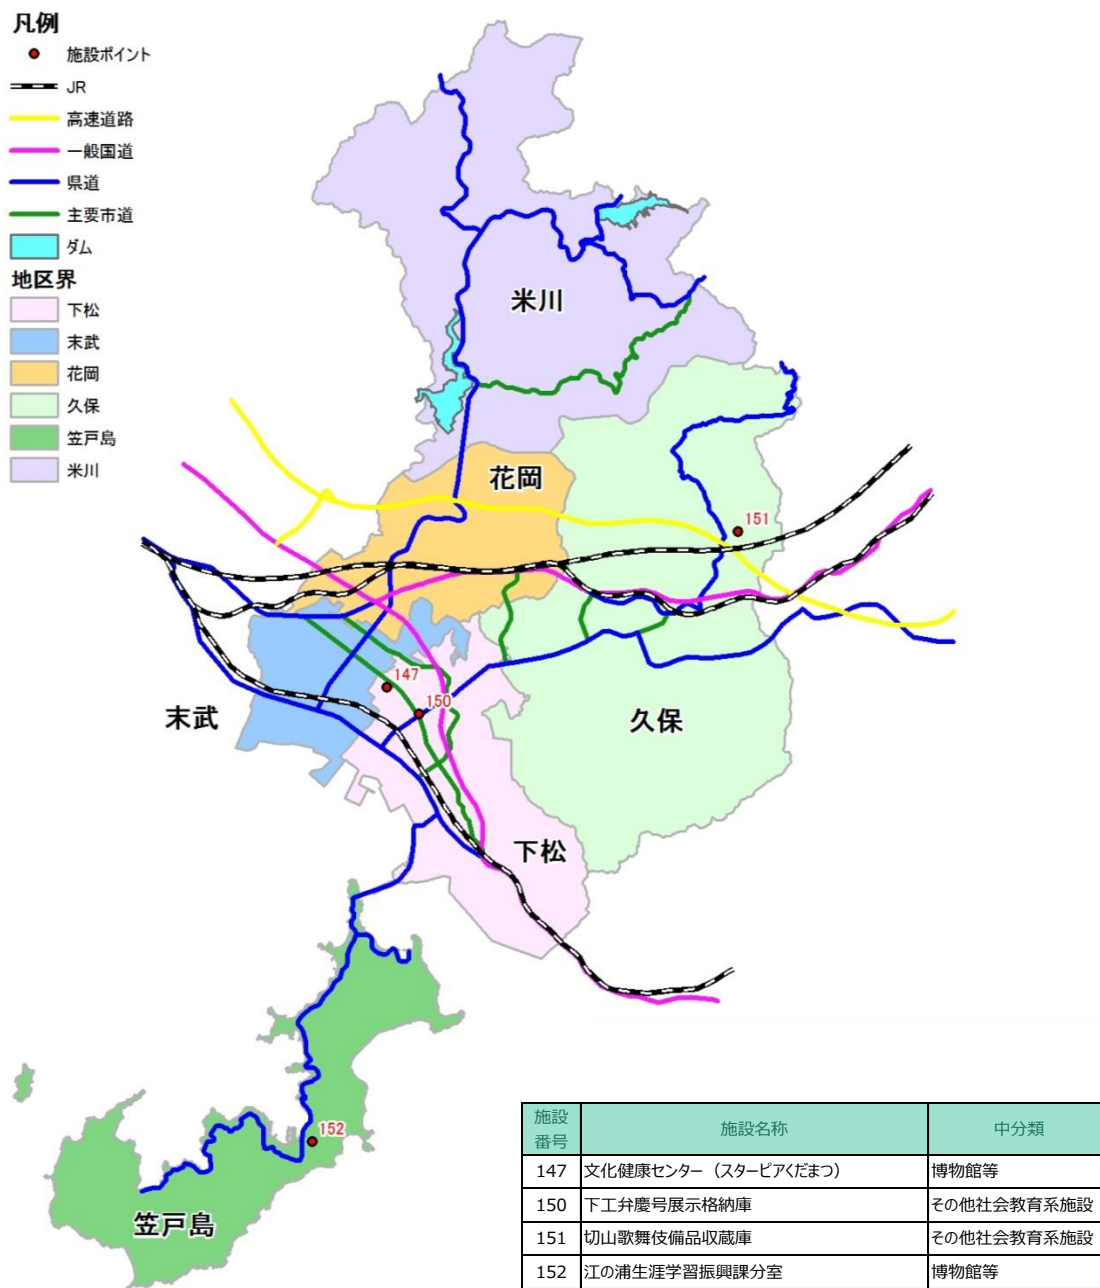 凡例
施設ポイント
JR
高速道路
一般国道
県道
主要市道
ダム
地区界
下松
末武
花岡
久保
笠戸島
米川
米川
花岡
151
147
150
末武
久保
下松
152
笠戸島
施設番号 施設名称 中分類
147 文化健康センター（スターピアくだまつ） 博物館等
150 下工弁慶号展示格納庫 その他社会教育系施設
151 切山歌舞伎備品収蔵庫 その他社会教育系施設
152 江の浦生涯学習振興課分室 博物館等